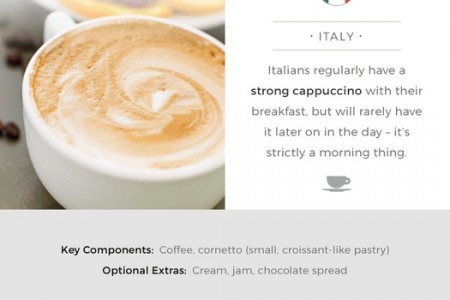 · ITALY ·
Italians regularly have a
strong cappuccino with their
breakfast, but will rarely have
it later on in the day – it's
strictly a morning thing.
Key Components: Coffee, cornetto (small, croissant-like pastry)
Optional Extras: Cream, jam, chocolate spread